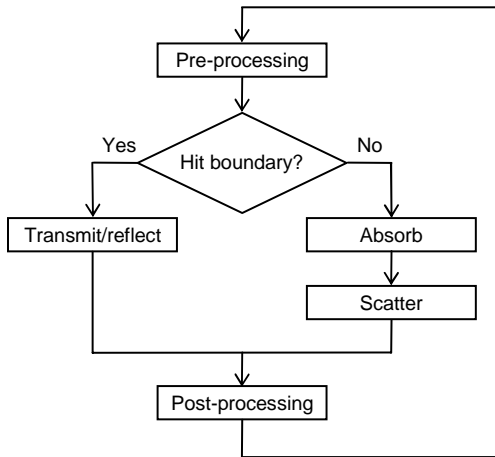 Pre-processing
Yes
No
Hit boundary?
Transmit/reflect
Absorb
Scatter
Post-processing